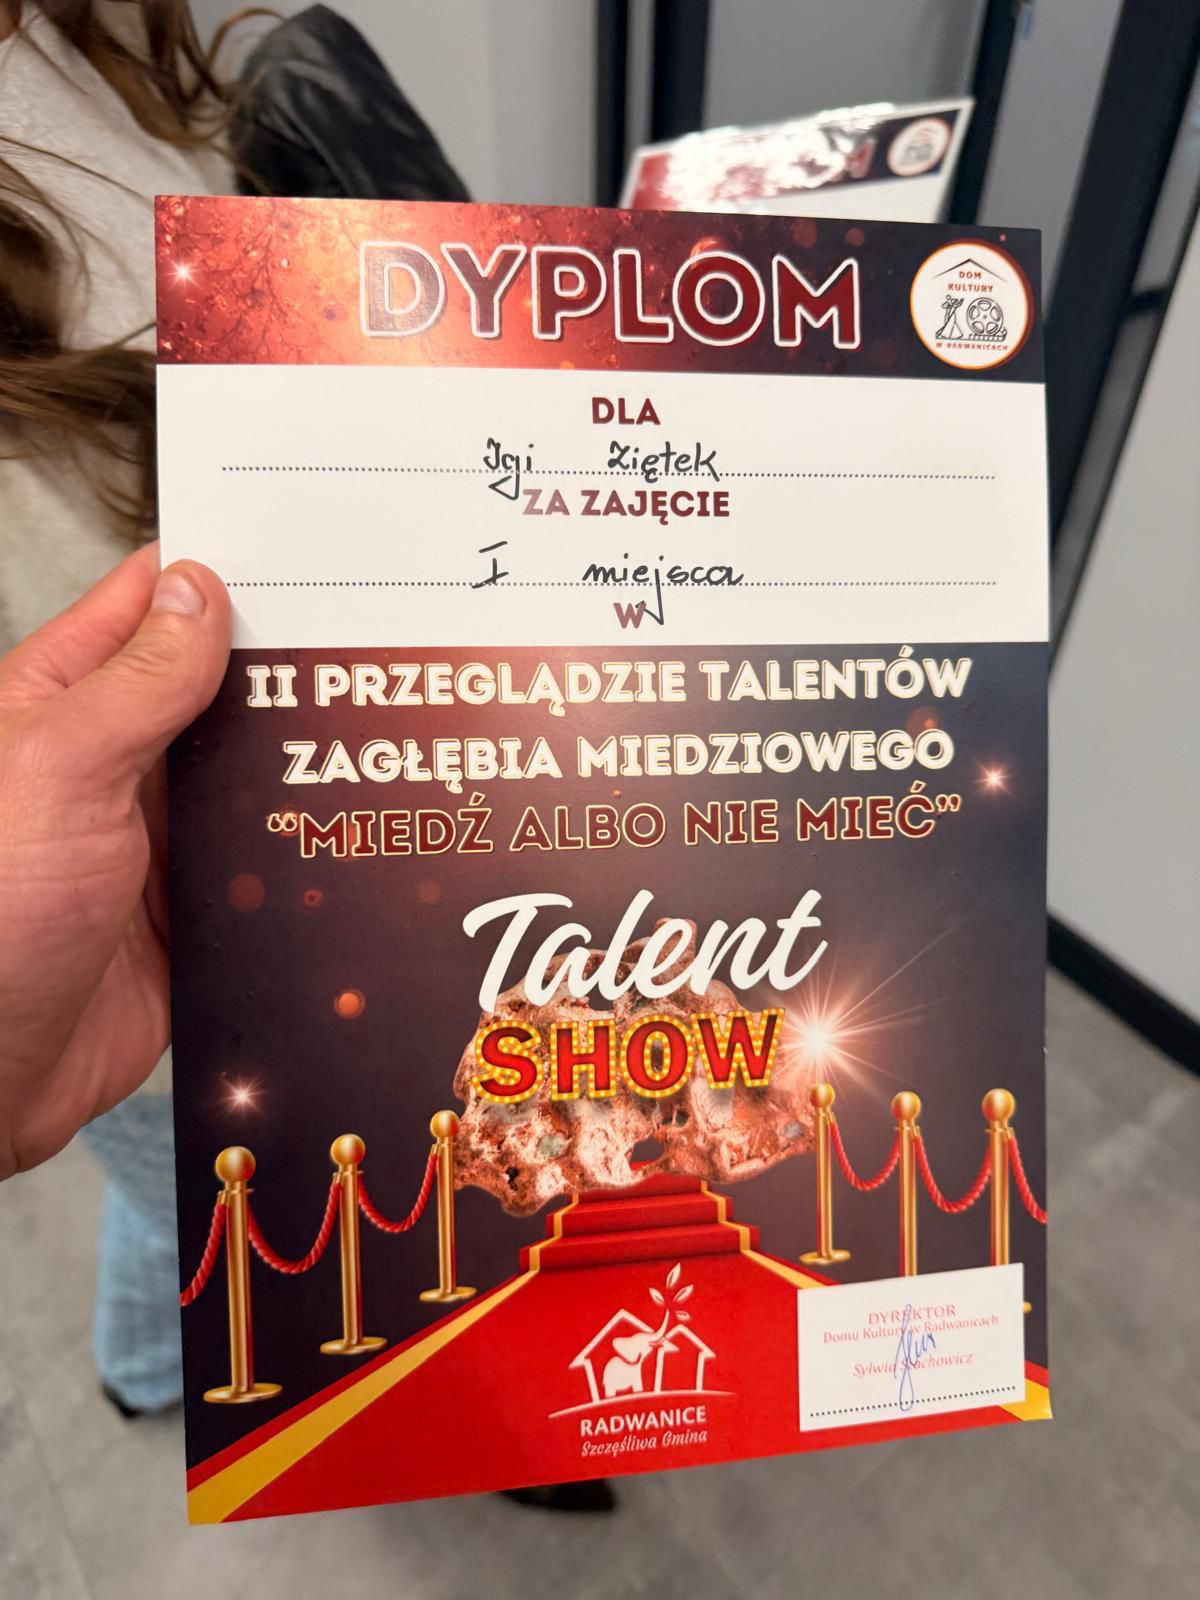 DYPLOM
DOM
KULTURY
W RADWANICACH
DLA
Igi Ziętek
ZA ZAJĘCIE
I miejsca
W
II PRZEGLĄDZIE TALENTÓW
ZAGŁĘBIA MIEDZIOWEGO
“MIEDŹ ALBO NIE MIEĆ”
Talent
SHOW
RADWANICE
Szczęśliwa Gmina
DYREKTOR
Domu Kultury w Radwanicach
Sylwia